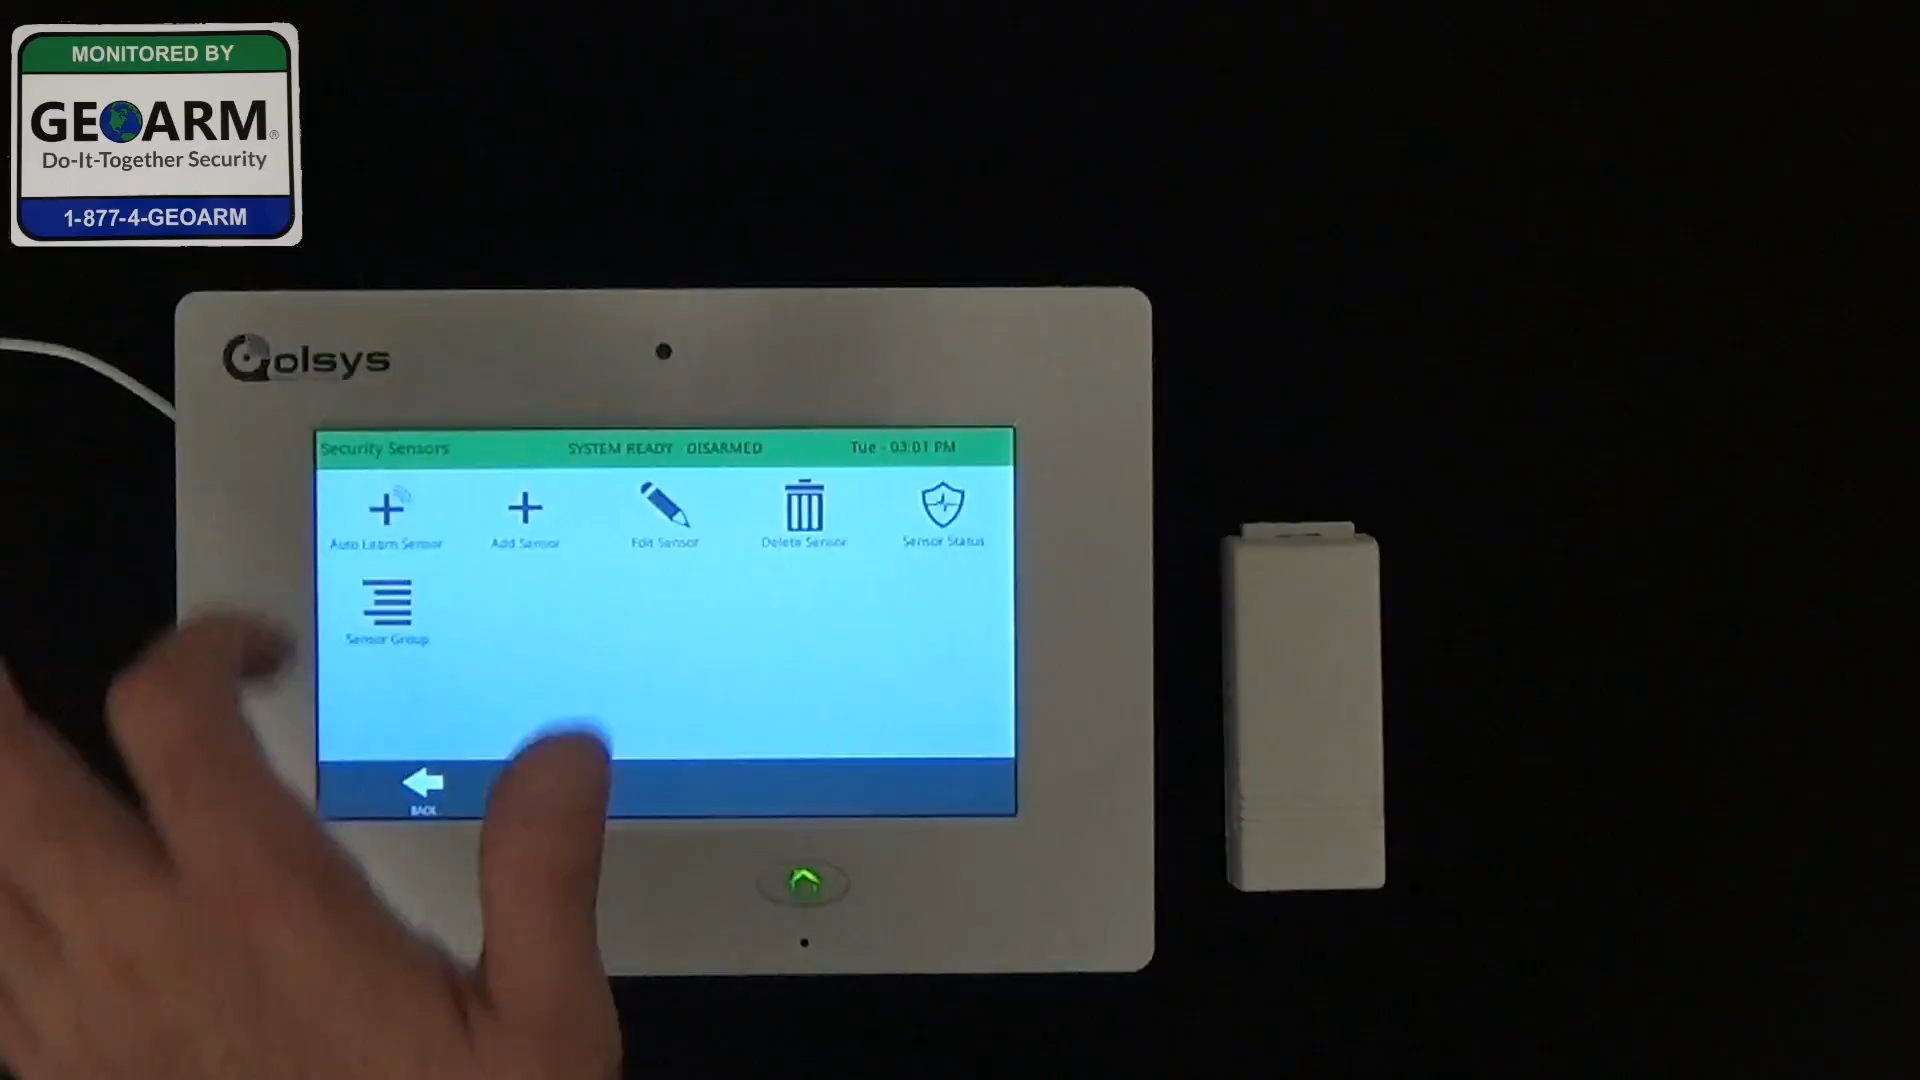 MONITORED BY
GEOARM®
Do-It-Together Security
1-877-4-GEOARM
Qolsys
Security Sensors
SYSTEM READY DISARMED
Tue - 03:01 PM
Auto Learn Sensor
Add Sensor
Edit Sensor
Delete Sensor
Sensor Status
Sensor Group
BACK